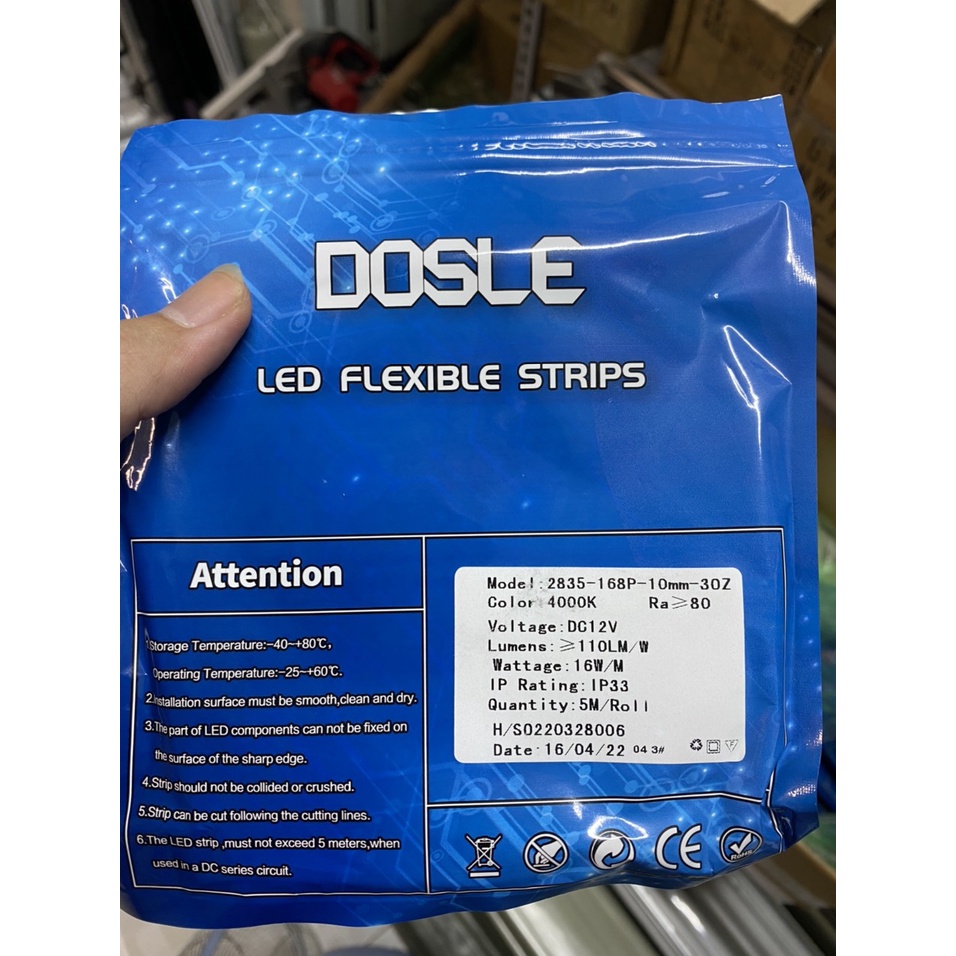 DOSLE
LED FLEXIBLE STRIPS
Attention
1.Storage Temperature:-40~+80℃,
Operating Temperature:-25~+60℃.
2.Installation surface must be smooth,clean and dry.
3.The part of LED components can not be fixed on
the surface of the sharp edge.
4.Strip should not be collided or crushed.
5.Strip can be cut following the cutting lines.
6.The LED strip ,must not exceed 5 meters,when
used in a DC series circuit.
Model:2835-168P-10mm-3OZ
Color:4000K Ra≥80
Voltage:DC12V
Lumens:≥110LM/W
Wattage:16W/M
IP Rating:IP33
Quantity:5M/Roll
H/S0220328006
Date:16/04/22 04 3#
CE
RoHS